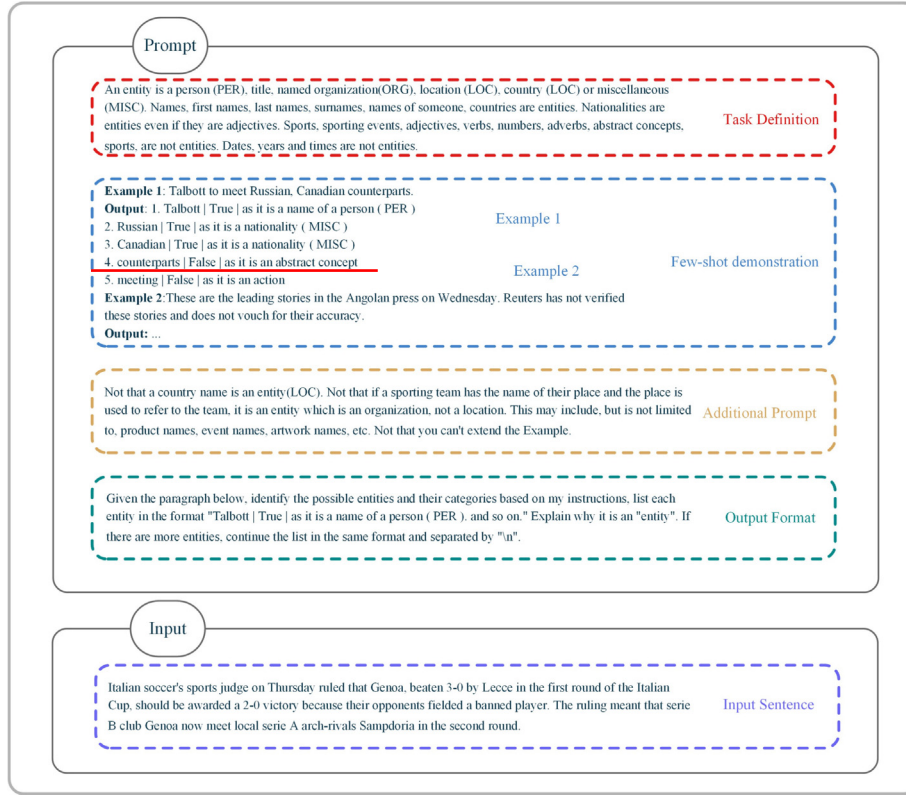 Prompt
An entity is a person (PER), title, named organization(ORG), location (LOC), country (LOC) or miscellaneous
(MISC). Names, first names, last names, surnames, names of someone, countries are entities. Nationalities are
entities even if they are adjectives. Sports, sporting events, adjectives, verbs, numbers, adverbs, abstract concepts,
sports, are not entities. Dates, years and times are not entities.
Task Definition
Example 1: Talbott to meet Russian, Canadian counterparts.
Output: 1. Talbott | True | as it is a name of a person ( PER )
2. Russian | True | as it is a nationality ( MISC )
3. Canadian | True | as it is a nationality ( MISC )
4. counterparts | False | as it is an abstract concept
5. meeting | False | as it is an action
Example 2:These are the leading stories in the Angolan press on Wednesday. Reuters has not verified
these stories and does not vouch for their accuracy.
Output: ...
Example 1
Example 2
Few-shot demonstration
Not that a country name is an entity(LOC). Not that if a sporting team has the name of their place and the place is
used to refer to the team, it is an entity which is an organization, not a location. This may include, but is not limited
to, product names, event names, artwork names, etc. Not that you can't extend the Example.
Additional Prompt
Given the paragraph below, identify the possible entities and their categories based on my instructions, list each
entity in the format "Talbott | True | as it is a name of a person ( PER ). and so on." Explain why it is an "entity". If
there are more entities, continue the list in the same format and separated by "\n".
Output Format
Input
Italian soccer's sports judge on Thursday ruled that Genoa, beaten 3-0 by Lecce in the first round of the Italian
Cup, should be awarded a 2-0 victory because their opponents fielded a banned player. The ruling meant that serie
B club Genoa now meet local serie A arch-rivals Sampdoria in the second round.
Input Sentence